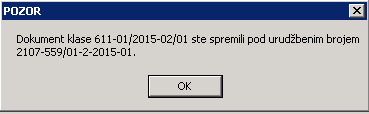 POZOR
Dokument klase 611-01/2015-02/01 ste spremili pod urudžbenim brojem
2107-559/01-2-2015-01.
OK